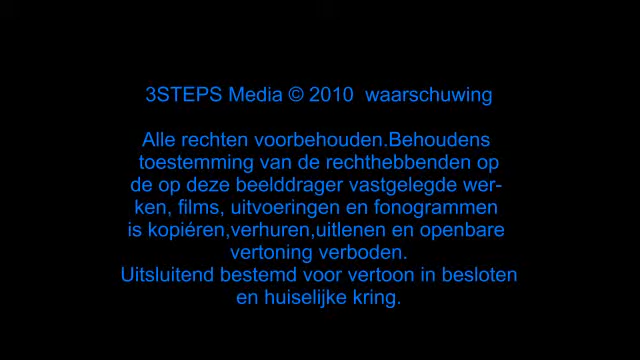 3STEPS Media © 2010  waarschuwing
Alle rechten voorbehouden.Behoudens
toestemming van de rechthebbenden op
de op deze beelddrager vastgelegde wer-
ken, films, uitvoeringen en fonogrammen
is kopiéren,verhuren,uitlenen en openbare
vertoning verboden.
Uitsluitend bestemd voor vertoon in besloten
en huiselijke kring.